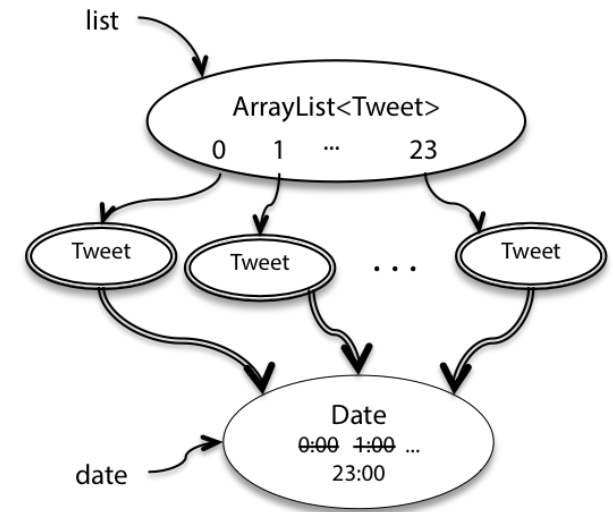 list
ArrayList<Tweet>
0 1 ... 23
Tweet Tweet ... Tweet
Date
0:00 1:00 ...
23:00
date